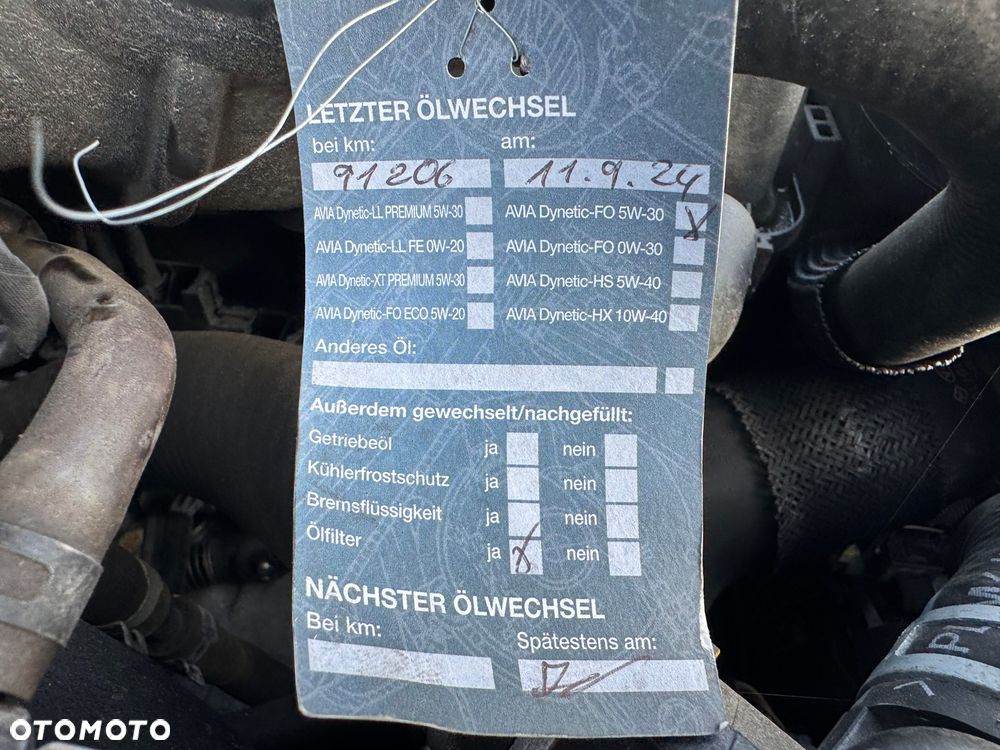 LETZTER ÖLWECHSEL
bei km: am:
91206 11.9.24
AVIA Dynetic-LL PREMIUM 5W-30 AVIA Dynetic-FO 5W-30 X
AVIA Dynetic-LL FE 0W-20 AVIA Dynetic-FO 0W-30
AVIA Dynetic-XT PREMIUM 5W-30 AVIA Dynetic-HS 5W-40
AVIA Dynetic-FO ECO 5W-20 AVIA Dynetic-HX 10W-40
Anderes Öl:
Außerdem gewechselt/nachgefüllt:
Getriebeöl ja nein
Kühlerfrostschutz ja nein
Bremsflüssigkeit ja nein
Ölfilter ja X nein
NÄCHSTER ÖLWECHSEL
Bei km: Spätestens am:
OTOMOTO